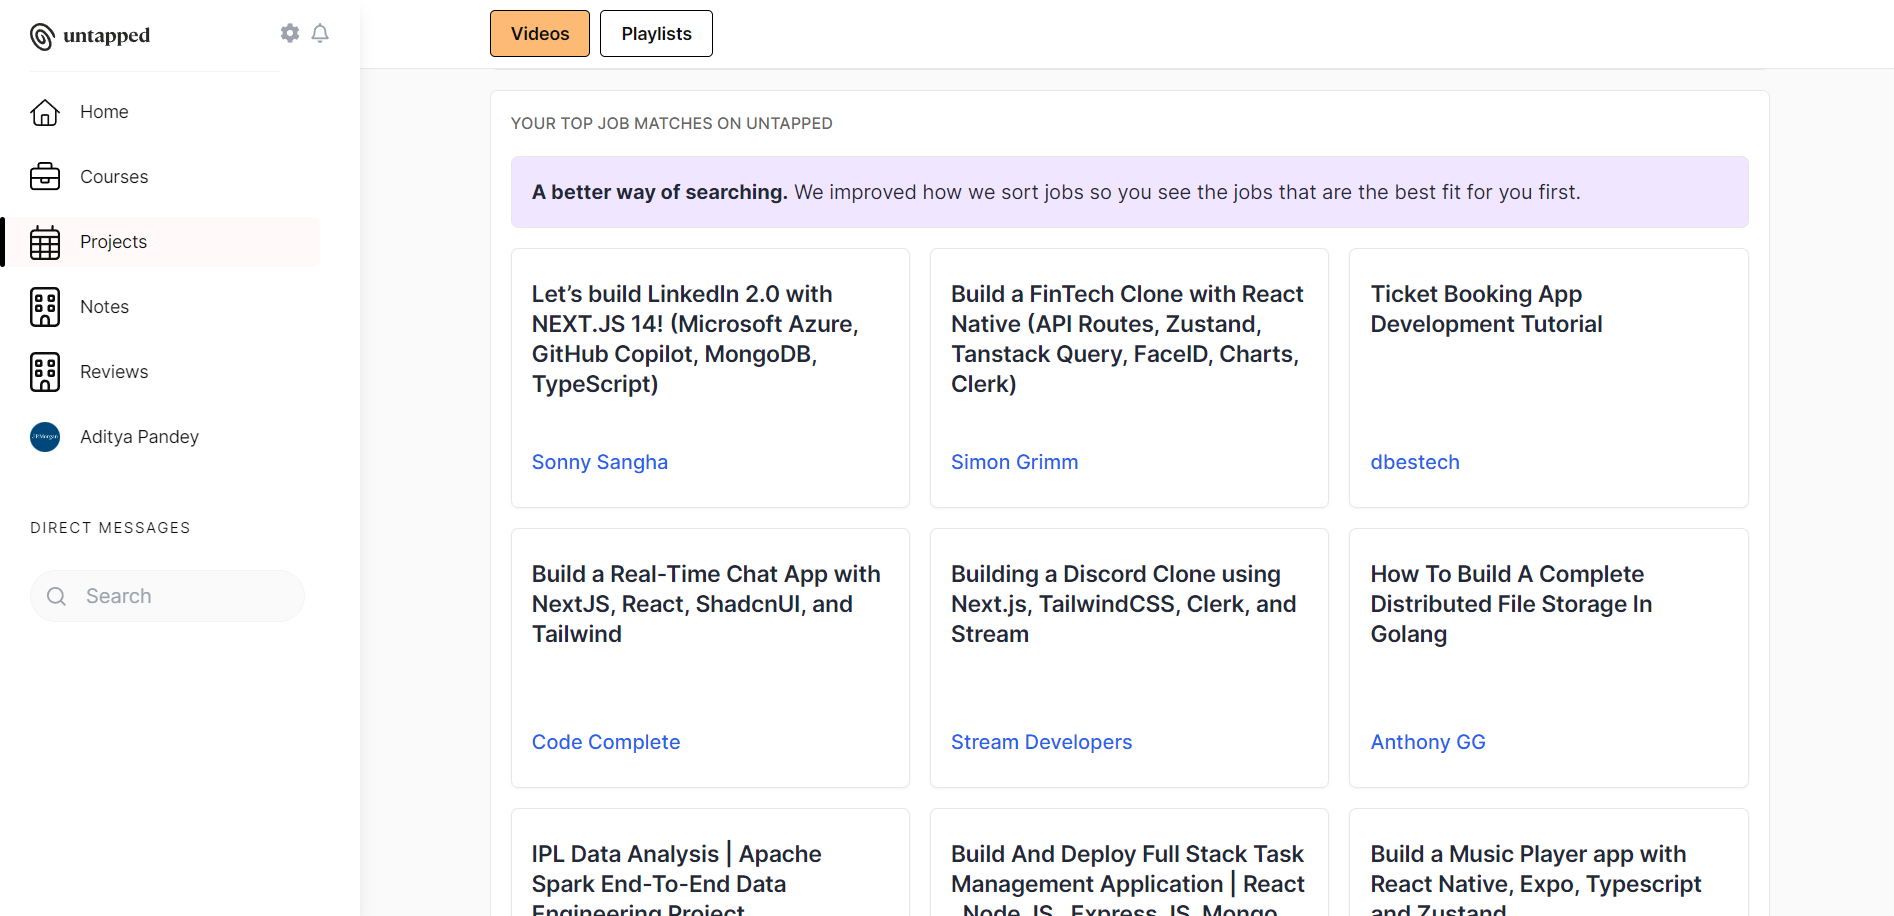 untapped
Home
Courses
Projects
Notes
Reviews
Aditya Pandey
DIRECT MESSAGES
Search
Videos
Playlists
YOUR TOP JOB MATCHES ON UNTAPPED
A better way of searching. We improved how we sort jobs so you see the jobs that are the best fit for you first.
Let’s build LinkedIn 2.0 with
NEXT.JS 14! (Microsoft Azure,
GitHub Copilot, MongoDB,
TypeScript)
Sonny Sangha
Build a FinTech Clone with React
Native (API Routes, Zustand,
Tanstack Query, FaceID, Charts,
Clerk)
Simon Grimm
Ticket Booking App
Development Tutorial
dbestech
Build a Real-Time Chat App with
NextJS, React, ShadcnUI, and
Tailwind
Code Complete
Building a Discord Clone using
Next.js, TailwindCSS, Clerk, and
Stream
Stream Developers
How To Build A Complete
Distributed File Storage In
Golang
Anthony GG
IPL Data Analysis | Apache
Spark End-To-End Data
Engineering Project
Build And Deploy Full Stack Task
Management Application | React
, Node JS , Express JS, Mongo
Build a Music Player app with
React Native, Expo, Typescript
and Zustand